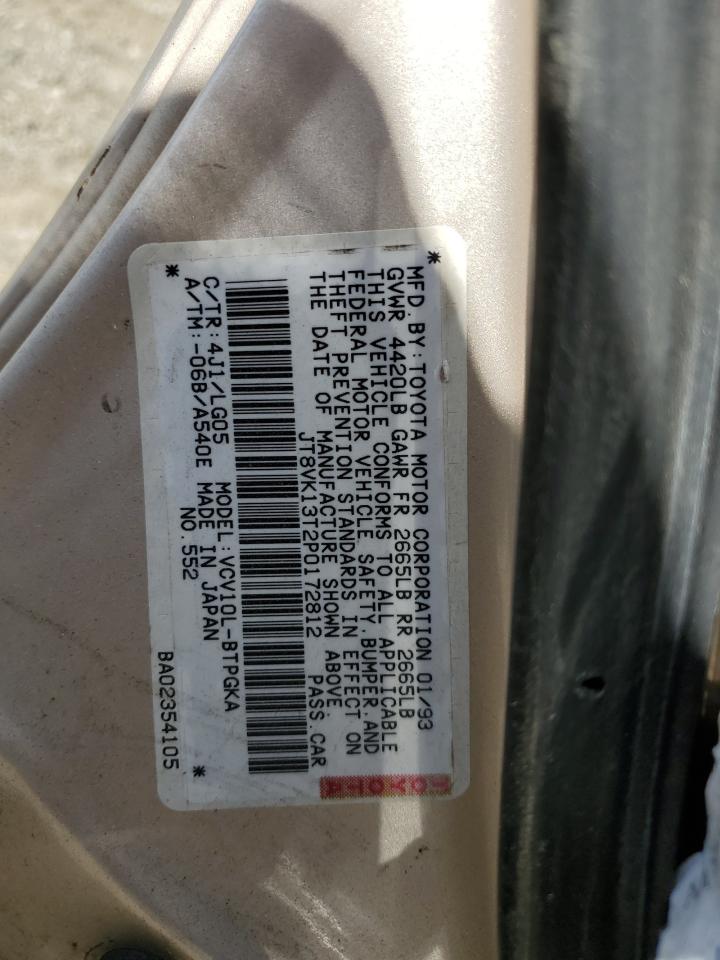 *
MFD.BY:TOYOTA MOTOR CORPORATION 01/93
GVWR 4420LB GAWR FR 2665LB RR 2665LB
THIS VEHICLE CONFORMS TO ALL APPLICABLE
FEDERAL MOTOR VEHICLE SAFETY,BUMPER,AND
THEFT PREVENTION STANDARDS IN EFFECT ON
THE DATE OF MANUFACTURE SHOWN ABOVE.
JT8VK13T2P0172812 PASS.CAR
TOYOTA
C/TR:4J1/LG05 MODEL:VCV10L-BTPGKA
A/TM:-06B/A540E MADE IN JAPAN
* NO.552 *
BA02354105